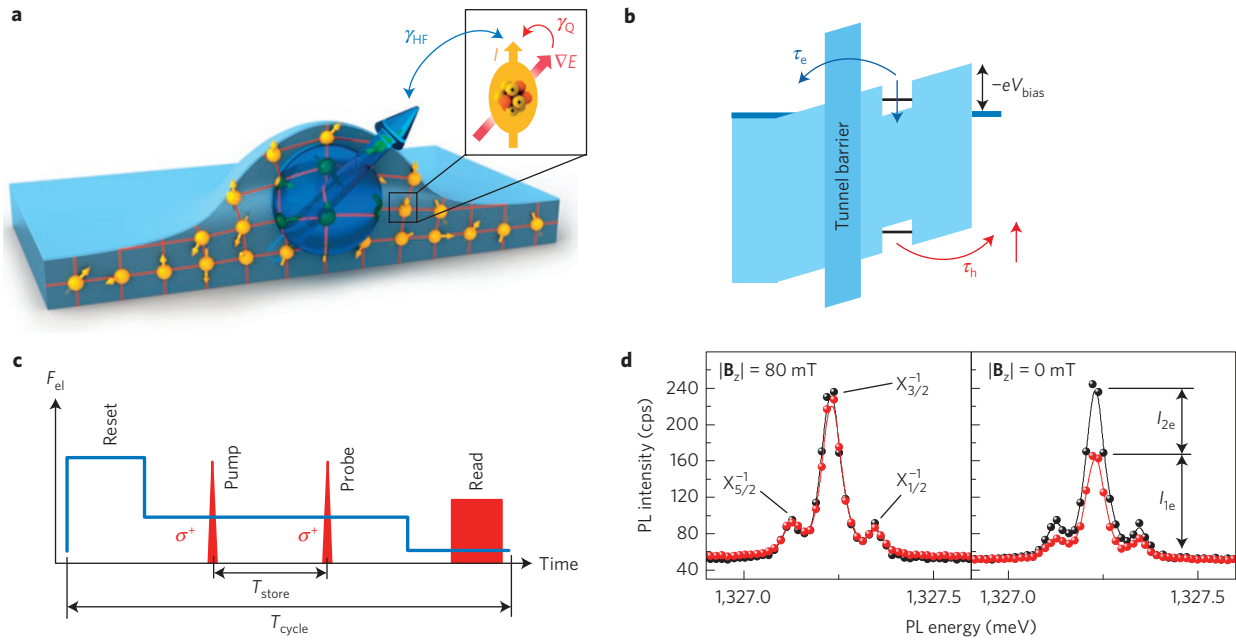 a
γHF
γQ
I
∇E
b
τe
−eVbias
Tunnel barrier
τh
c
Fel
Reset
Pump
Probe
Read
σ+
σ+
Time
Tstore
Tcycle
d
|Bz| = 80 mT
|Bz| = 0 mT
X3/2−1
X5/2−1
X1/2−1
I2e
I1e
PL intensity (cps)
240
200
160
120
80
40
1,327.0
1,327.5
1,327.0
1,327.5
PL energy (meV)